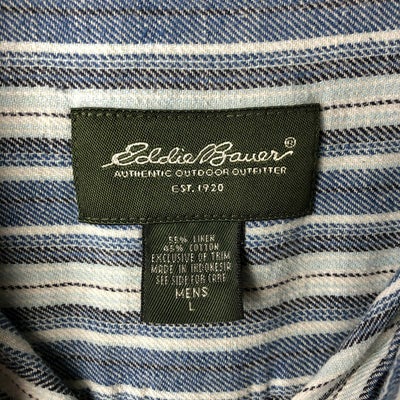 Eddie Bauer
AUTHENTIC OUTDOOR OUTFITTER
EST. 1920
55% LINEN
45% COTTON
EXCLUSIVE OF TRIM
MADE IN INDONESIA
SEE SIDE FOR CARE
MENS
L